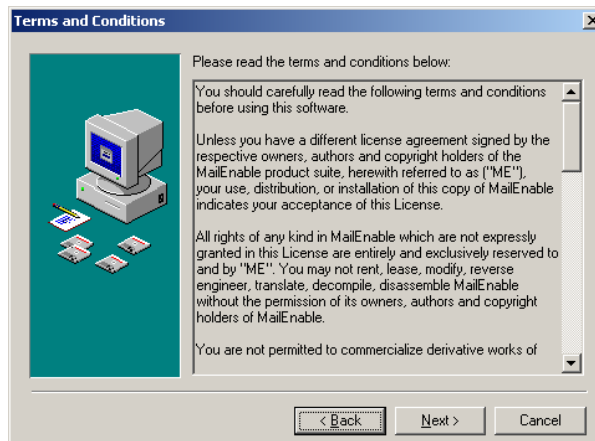 Terms and Conditions
Please read the terms and conditions below:
You should carefully read the following terms and conditions
before using this software.
Unless you have a different license agreement signed by the
respective owners, authors and copyright holders of the
MailEnable product suite, herewith referred to as ("ME"),
your use, distribution, or installation of this copy of MailEnable
indicates your acceptance of this License.
All rights of any kind in MailEnable which are not expressly
granted in this License are entirely and exclusively reserved to
and by "ME". You may not rent, lease, modify, reverse
engineer, translate, decompile, disassemble MailEnable
without the permission of its owners, authors and copyright
holders of MailEnable.
You are not permitted to commercialize derivative works of
< Back
Next >
Cancel